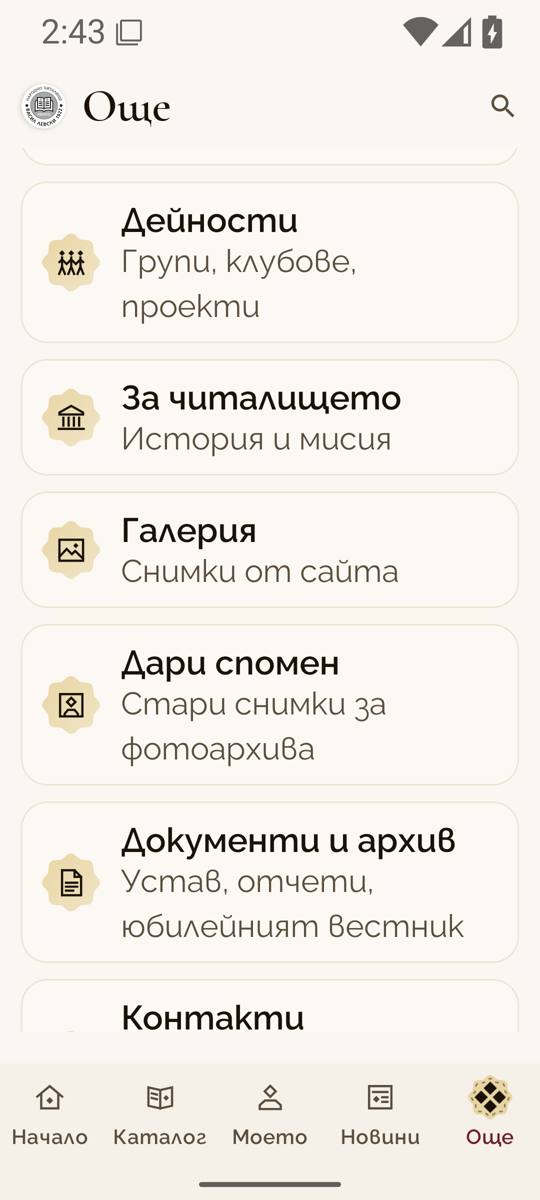 2:43
Още
Дейности
Групи, клубове,
проекти
За читалището
История и мисия
Галерия
Снимки от сайта
Дари спомен
Стари снимки за
фотоархива
Документи и архив
Устав, отчети,
юбилейният вестник
Контакти
Начало
Каталог
Моето
Новини
Още